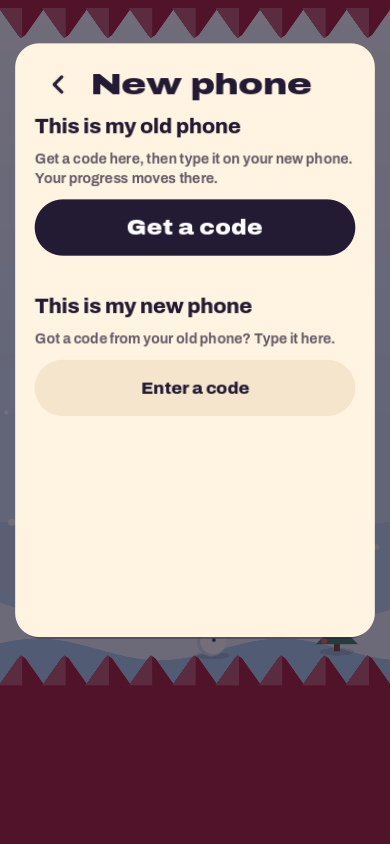 New phone
This is my old phone
Get a code here, then type it on your new phone.
Your progress moves there.
Get a code
This is my new phone
Got a code from your old phone? Type it here.
Enter a code